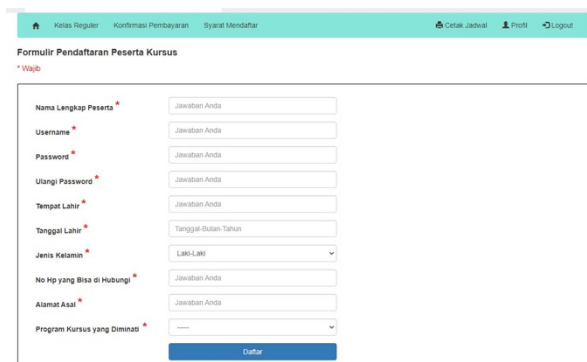 Kelas Reguler Konfirmasi Pembayaran Syarat Mendaftar Cetak Jadwal Profil Logout
Formulir Pendaftaran Peserta Kursus
* Wajib
Nama Lengkap Peserta * Jawaban Anda
Username * Jawaban Anda
Password * Jawaban Anda
Ulangi Password * Jawaban Anda
Tempat Lahir * Jawaban Anda
Tanggal Lahir * Tanggal-Bulan-Tahun
Jenis Kelamin * Laki-Laki
No Hp yang Bisa di Hubungi * Jawaban Anda
Alamat Asal * Jawaban Anda
Program Kursus yang Diminati * -----
Daftar